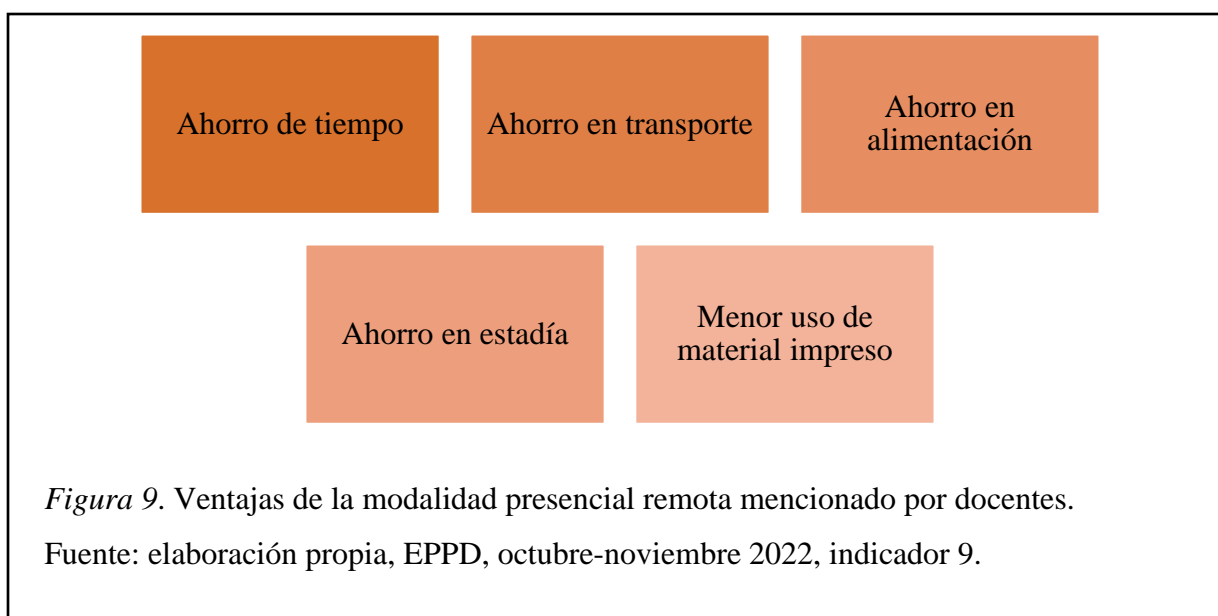 Ahorro de tiempo
Ahorro en transporte
Ahorro en
alimentación
Ahorro en estadía
Menor uso de
material impreso
Figura 9. Ventajas de la modalidad presencial remota mencionado por docentes.
Fuente: elaboración propia, EPPD, octubre-noviembre 2022, indicador 9.